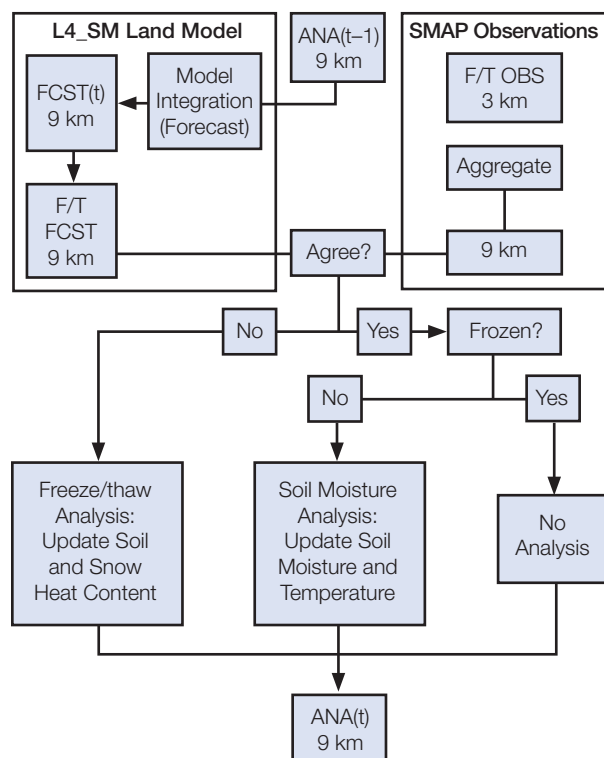 L4_SM Land Model
ANA(t–1)
9 km
SMAP Observations
FCST(t)
9 km
Model
Integration
(Forecast)
F/T OBS
3 km
Aggregate
F/T
FCST
9 km
Agree?
9 km
No
Yes
Frozen?
No
Yes
Freeze/thaw
Analysis:
Update Soil
and Snow
Heat Content
Soil Moisture
Analysis:
Update Soil
Moisture and
Temperature
No
Analysis
ANA(t)
9 km